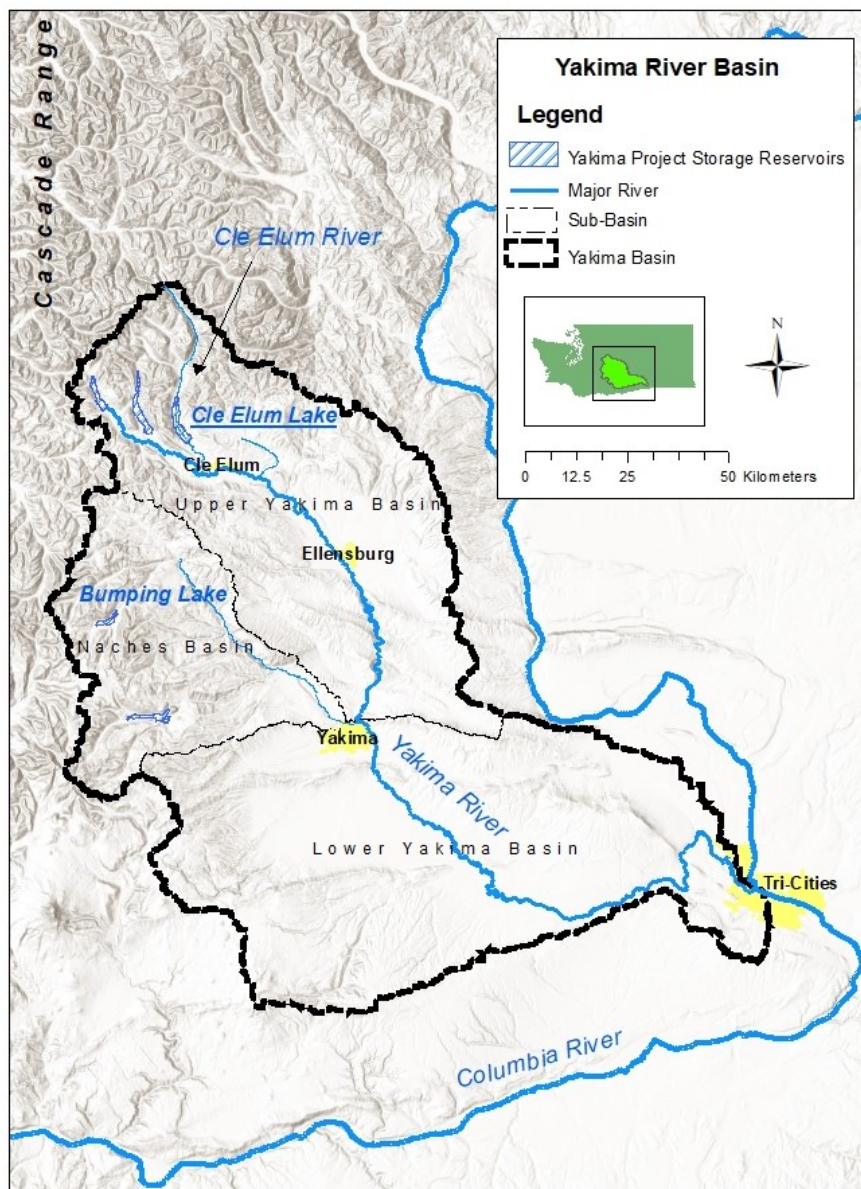 Yakima River Basin
Legend
Yakima Project Storage Reservoirs
Major River
Sub-Basin
Yakima Basin
N
0 12.5 25 50 Kilometers
Cascade Range
Cle Elum River
Cle Elum Lake
Cle Elum
Upper Yakima Basin
Ellensburg
Bumping Lake
Naches Basin
Yakima
Yakima River
Lower Yakima Basin
Tri-Cities
Columbia River